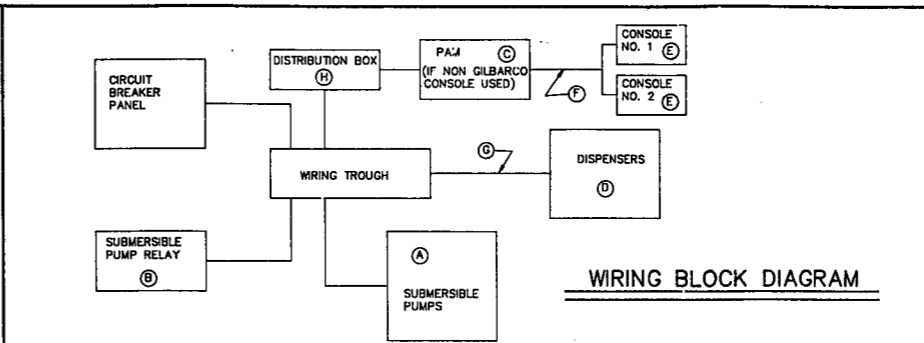 CIRCUIT
BREAKER
PANEL
DISTRIBUTION BOX
H
PAM C
(IF NON GILBARCO
CONSOLE USED)
F
CONSOLE
NO. 1 E
CONSOLE
NO. 2 E
WIRING TROUGH
G
DISPENSERS
D
SUBMERSIBLE
PUMP RELAY
B
A
SUBMERSIBLE
PUMPS
WIRING BLOCK DIAGRAM